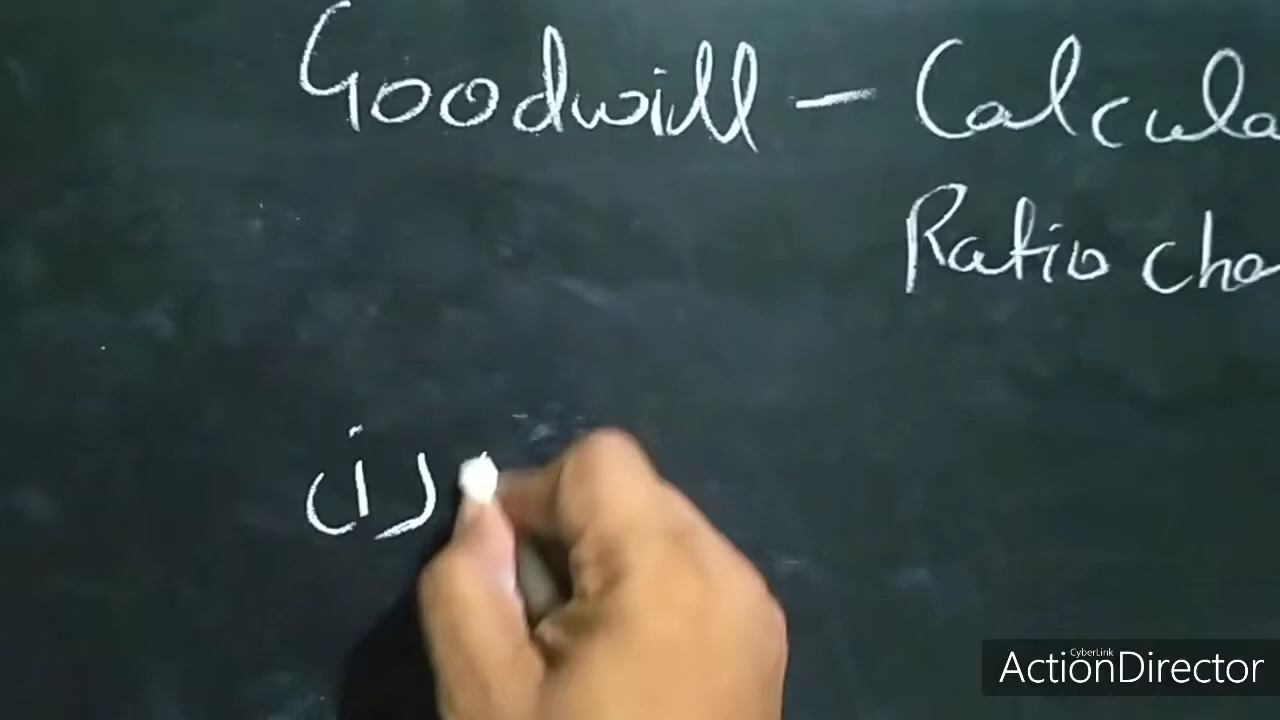 Goodwill - Calcula
Ratio cha
(i)
CyberLink
ActionDirector